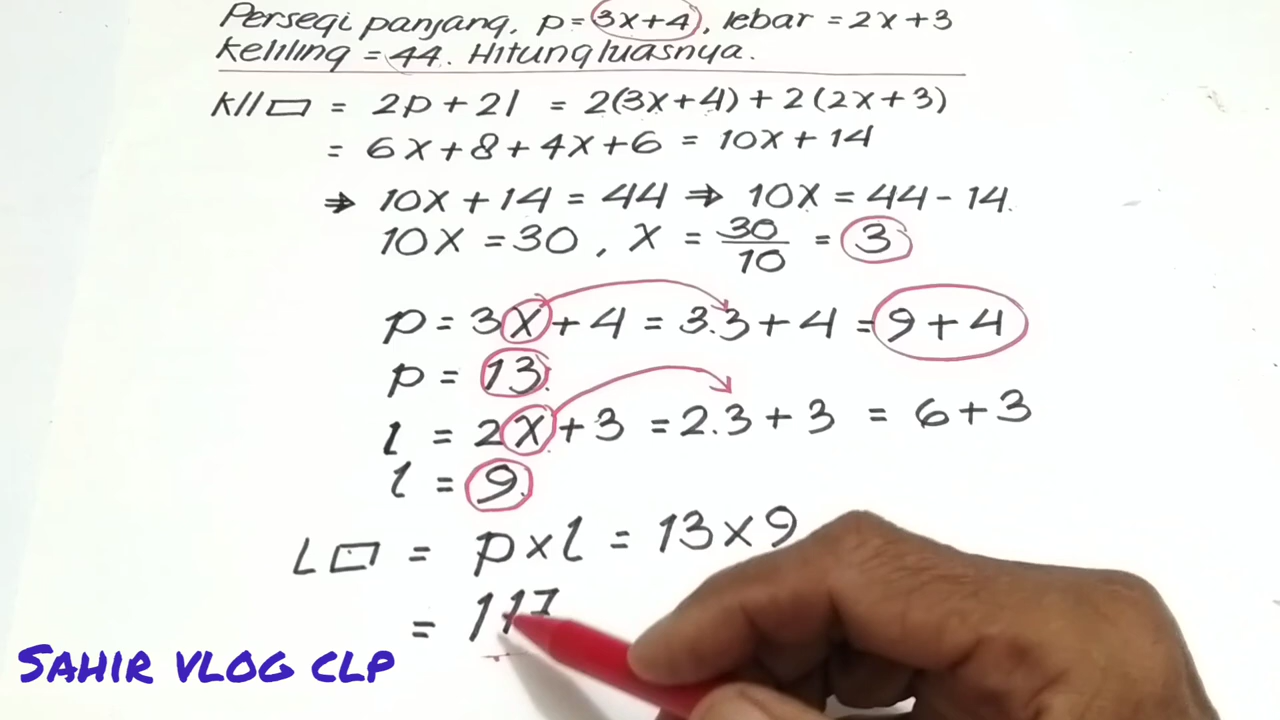 Persegi panjang, p = 3x+4, lebar = 2x+3
Keliling = 44. Hitung luasnya.
Kll ▭ = 2p + 2l = 2(3x+4) + 2(2x+3)
= 6x+8+4x+6 = 10x+14
⇒ 10x+14 = 44 ⇒ 10x = 44-14.
10x = 30, x = 30/10 = 3
p = 3x+4 = 3.3+4 = 9+4
p = 13.
l = 2x+3 = 2.3+3 = 6+3
l = 9.
L ▭ = p x l = 13 x 9
= 117
SAHIR VLOG CLP